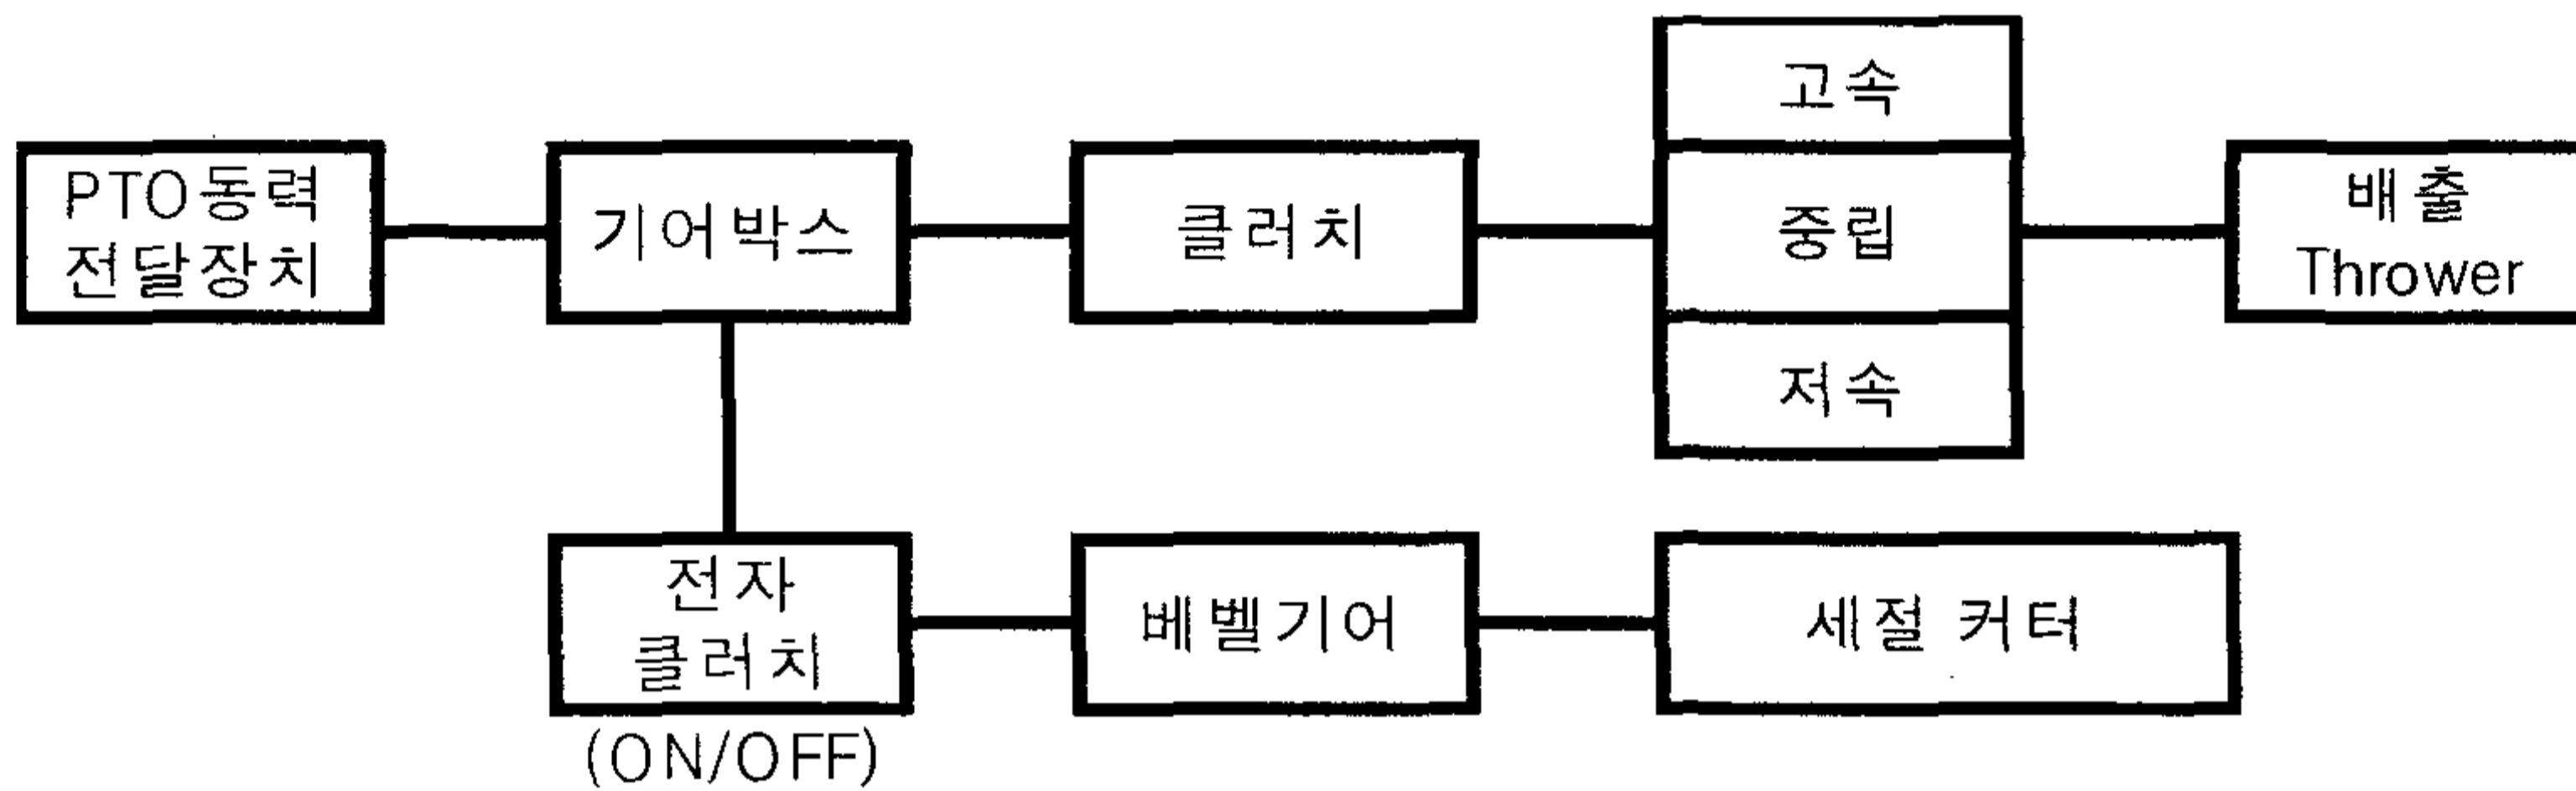 PTO동력
전달장치
기어박스
클러치
고속
중립
저속
배출
Thrower
전자
클러치
(ON/OFF)
베벨기어
세절 커터